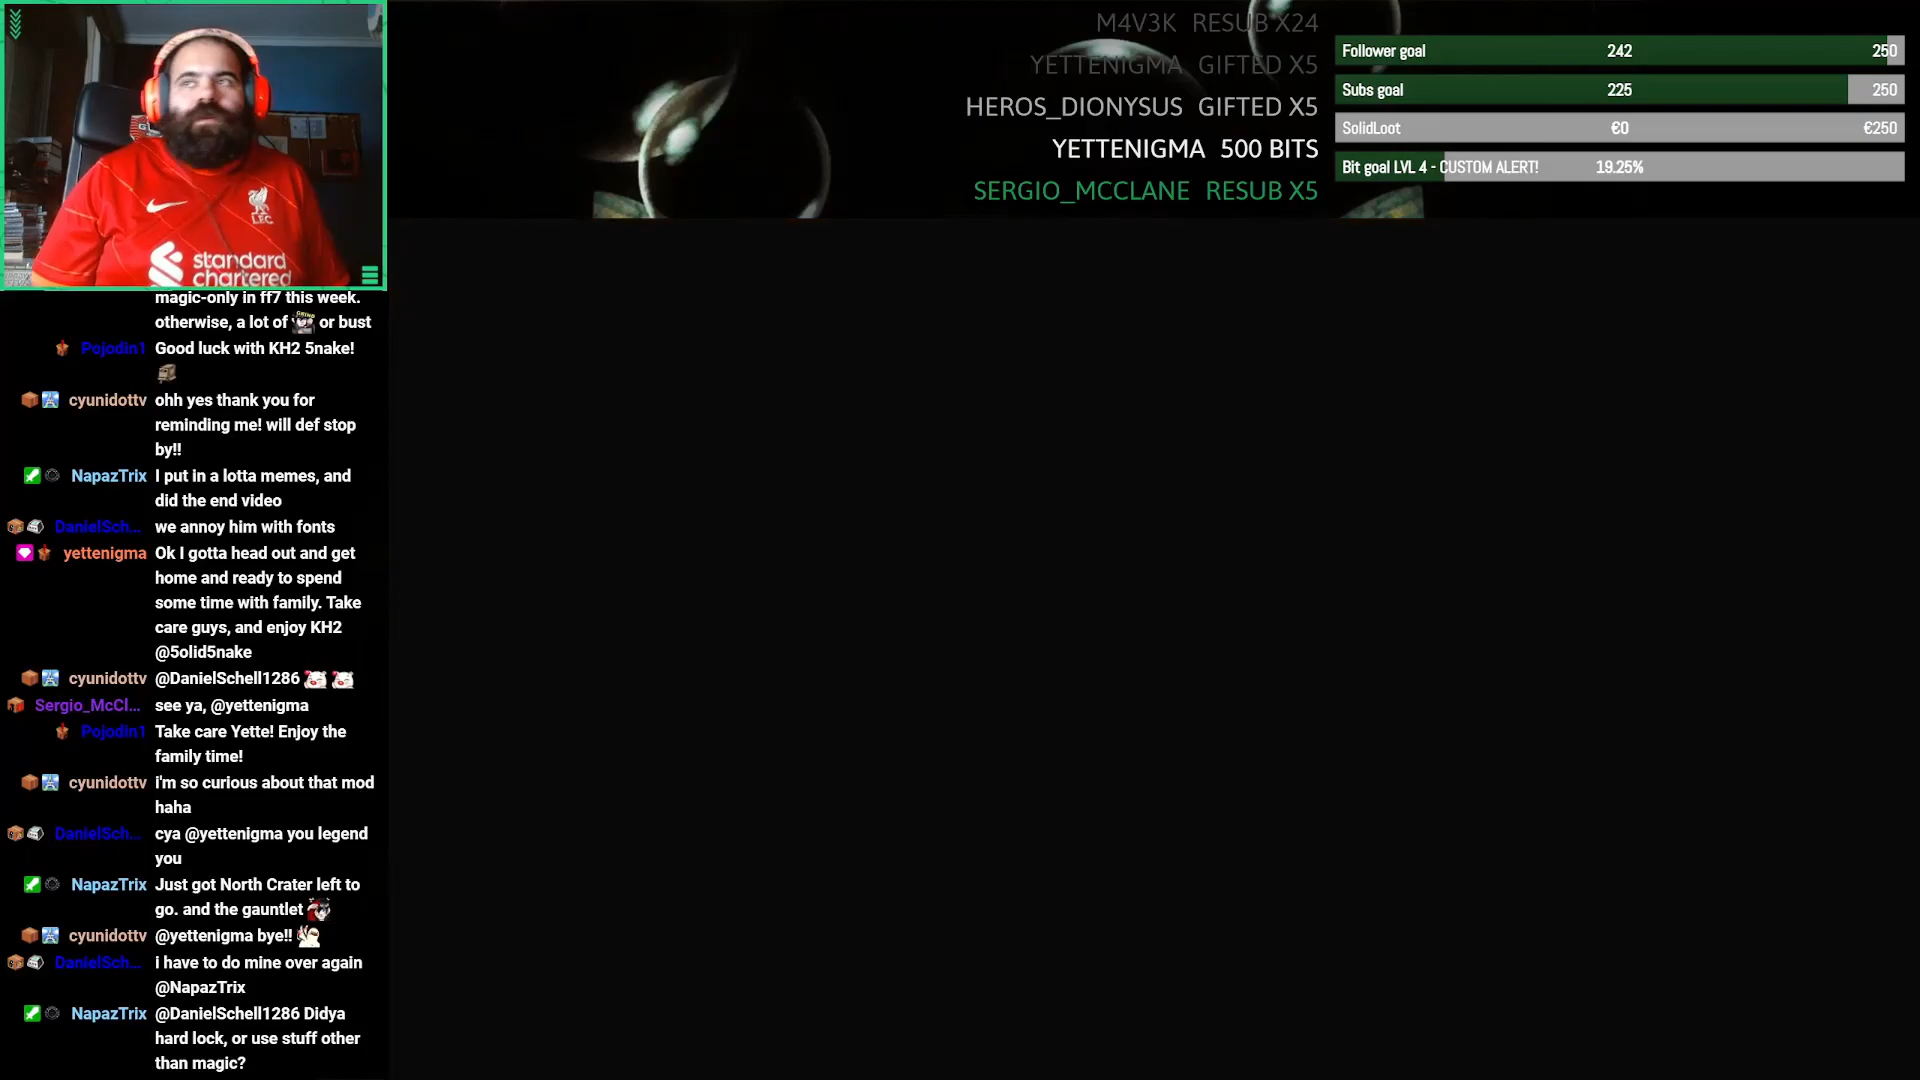 L.F.C.
standard
chartered
M4V3K RESUB X24
YETTENIGMA GIFTED X5
HEROS_DIONYSUS GIFTED X5
YETTENIGMA 500 BITS
SERGIO_MCCLANE RESUB X5
Follower goal 242 250
Subs goal 225 250
SolidLoot €0 €250
Bit goal LVL 4 - CUSTOM ALERT! 19.25%
magic-only in ff7 this week.
otherwise, a lot of or bust
Pojodin1 Good luck with KH2 5nake!
cyunidottv ohh yes thank you for
reminding me! will def stop
by!!
NapazTrix I put in a lotta memes, and
did the end video
DanielSch... we annoy him with fonts
yettenigma Ok I gotta head out and get
home and ready to spend
some time with family. Take
care guys, and enjoy KH2
@5olid5nake
cyunidottv @DanielSchell1286
Sergio_McCl... see ya, @yettenigma
Pojodin1 Take care Yette! Enjoy the
family time!
cyunidottv i'm so curious about that mod
haha
DanielSch... cya @yettenigma you legend
you
NapazTrix Just got North Crater left to
go. and the gauntlet
cyunidottv @yettenigma bye!!
DanielSch... i have to do mine over again
@NapazTrix
NapazTrix @DanielSchell1286 Didya
hard lock, or use stuff other
than magic?